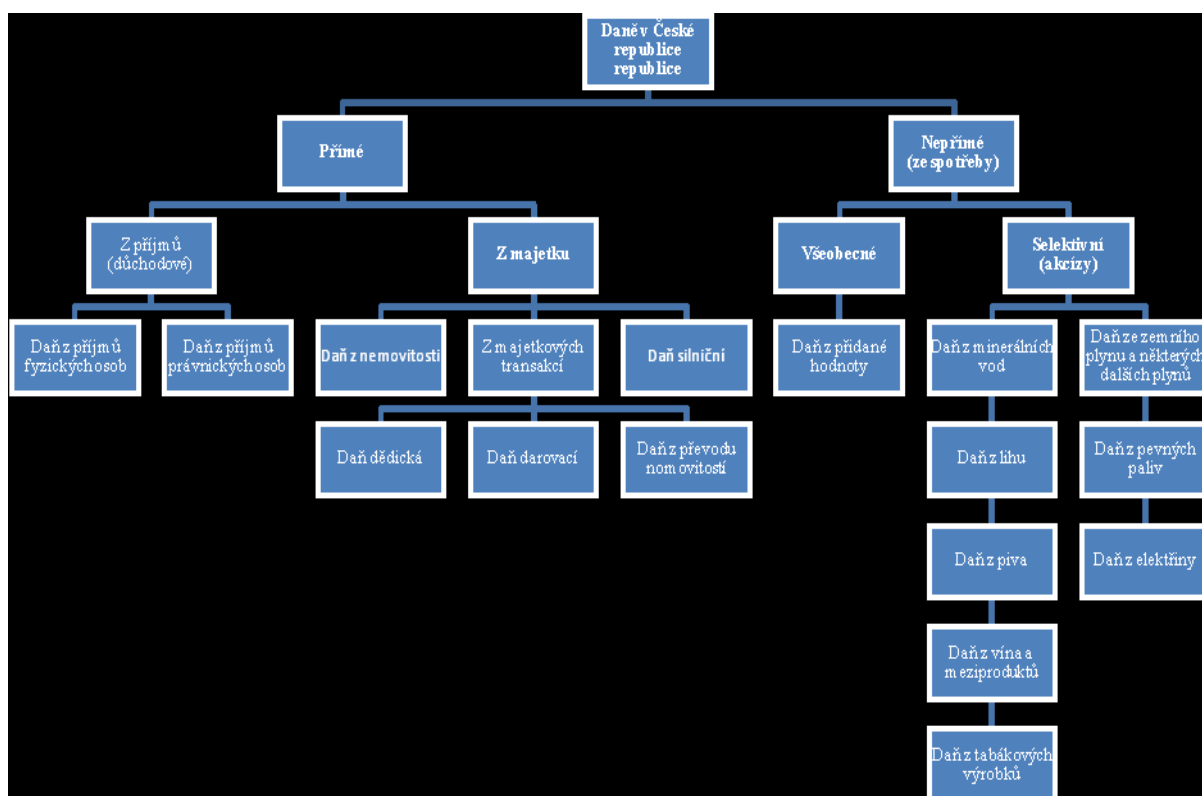 Daně v České
republice
republice
Přímé
Nepřímé
(ze spotřeby)
Z příjmů
(důchodové)
Z majetku
Všeobecné
Selektivní
(akcízy)
Daň z příjmů
fyzických osob
Daň z příjmů
právnických osob
Daň z nemovitosti
Z majetkových
transakcí
Daň silniční
Daň z přidané
hodnoty
Daň z minerálních
vod
Daň ze zemního
plynu a některých
dalších plynů
Daň dědická
Daň darovací
Daň z převodu
nomovitostí
Daň z lihu
Daň z pevných
paliv
Daň z piva
Daň z elektřiny
Daň z vína a
meziproduktů
Daň z tabákových
výrobků